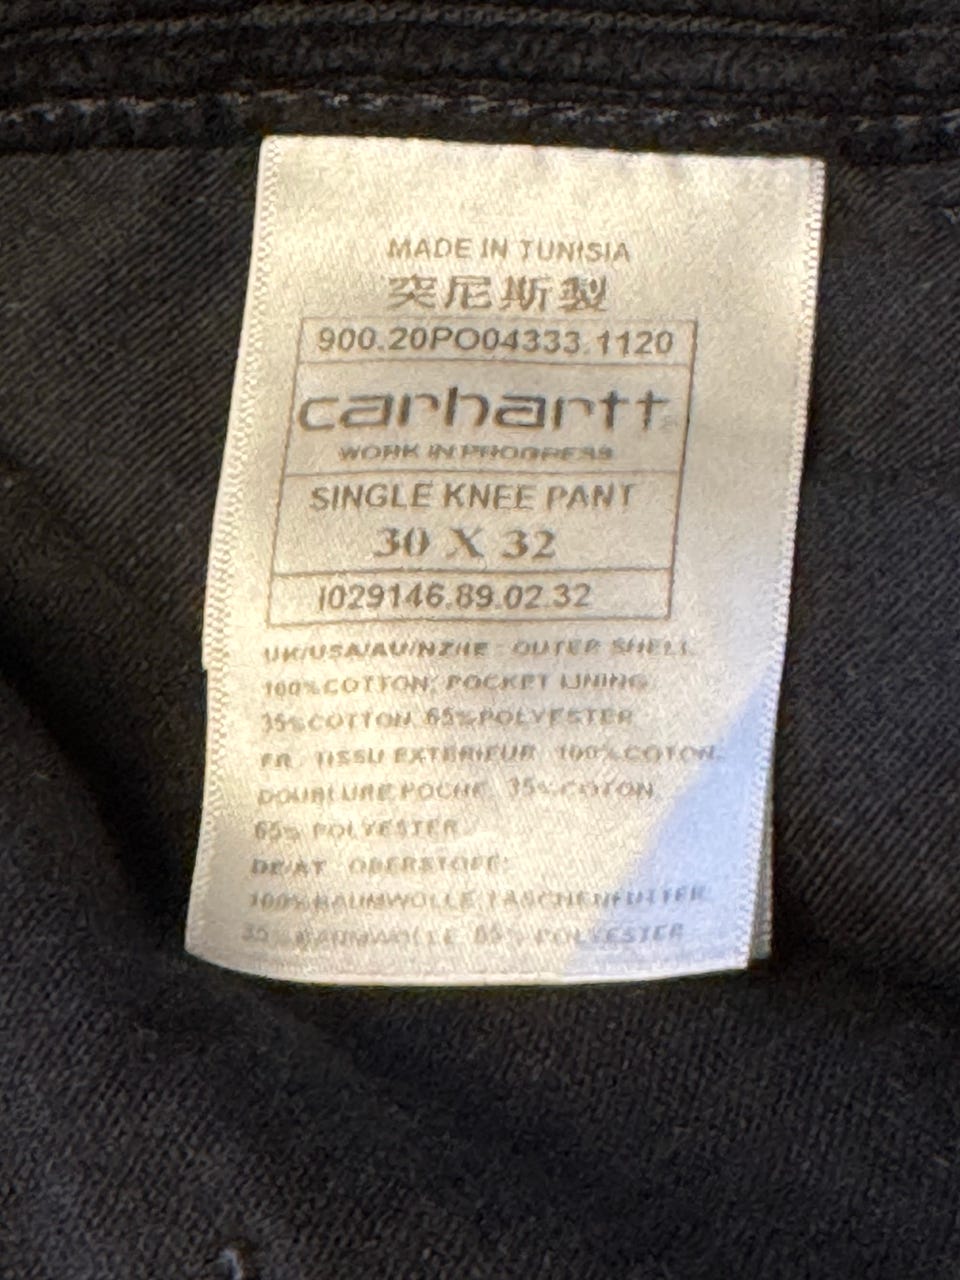 MADE IN TUNISIA
突尼斯製
900.20PO04333.1120
carhartt
WORK IN PROGRESS
SINGLE KNEE PANT
30 X 32
I029146.89.02.32
UK/USA/AU/NZ/IE : OUTER SHELL
100%COTTON; POCKET LINING
35%COTTON 65%POLYESTER
FR : TISSU EXTERIEUR 100%COTON,
DOUBLURE POCHE 35%COTON
65% POLYESTER
DE/AT : OBERSTOFF:
100%BAUMWOLLE TASCHENFUTTER
35%BAUMWOLLE 65% POLYESTER